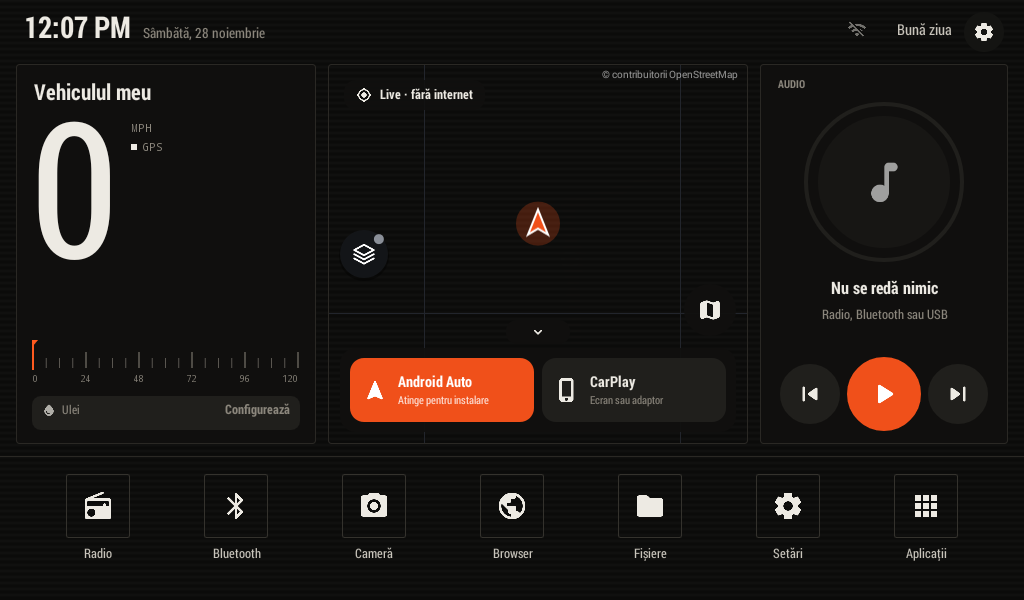 12:07 PM
Sâmbătă, 28 noiembrie
Bună ziua
Vehiculul meu
0
MPH
GPS
0 24 48 72 96 120
Ulei
Configurează
© contribuitorii OpenStreetMap
Live · fără internet
Android Auto
Atinge pentru instalare
CarPlay
Ecran sau adaptor
AUDIO
Nu se redă nimic
Radio, Bluetooth sau USB
Radio
Bluetooth
Cameră
Browser
Fișiere
Setări
Aplicații